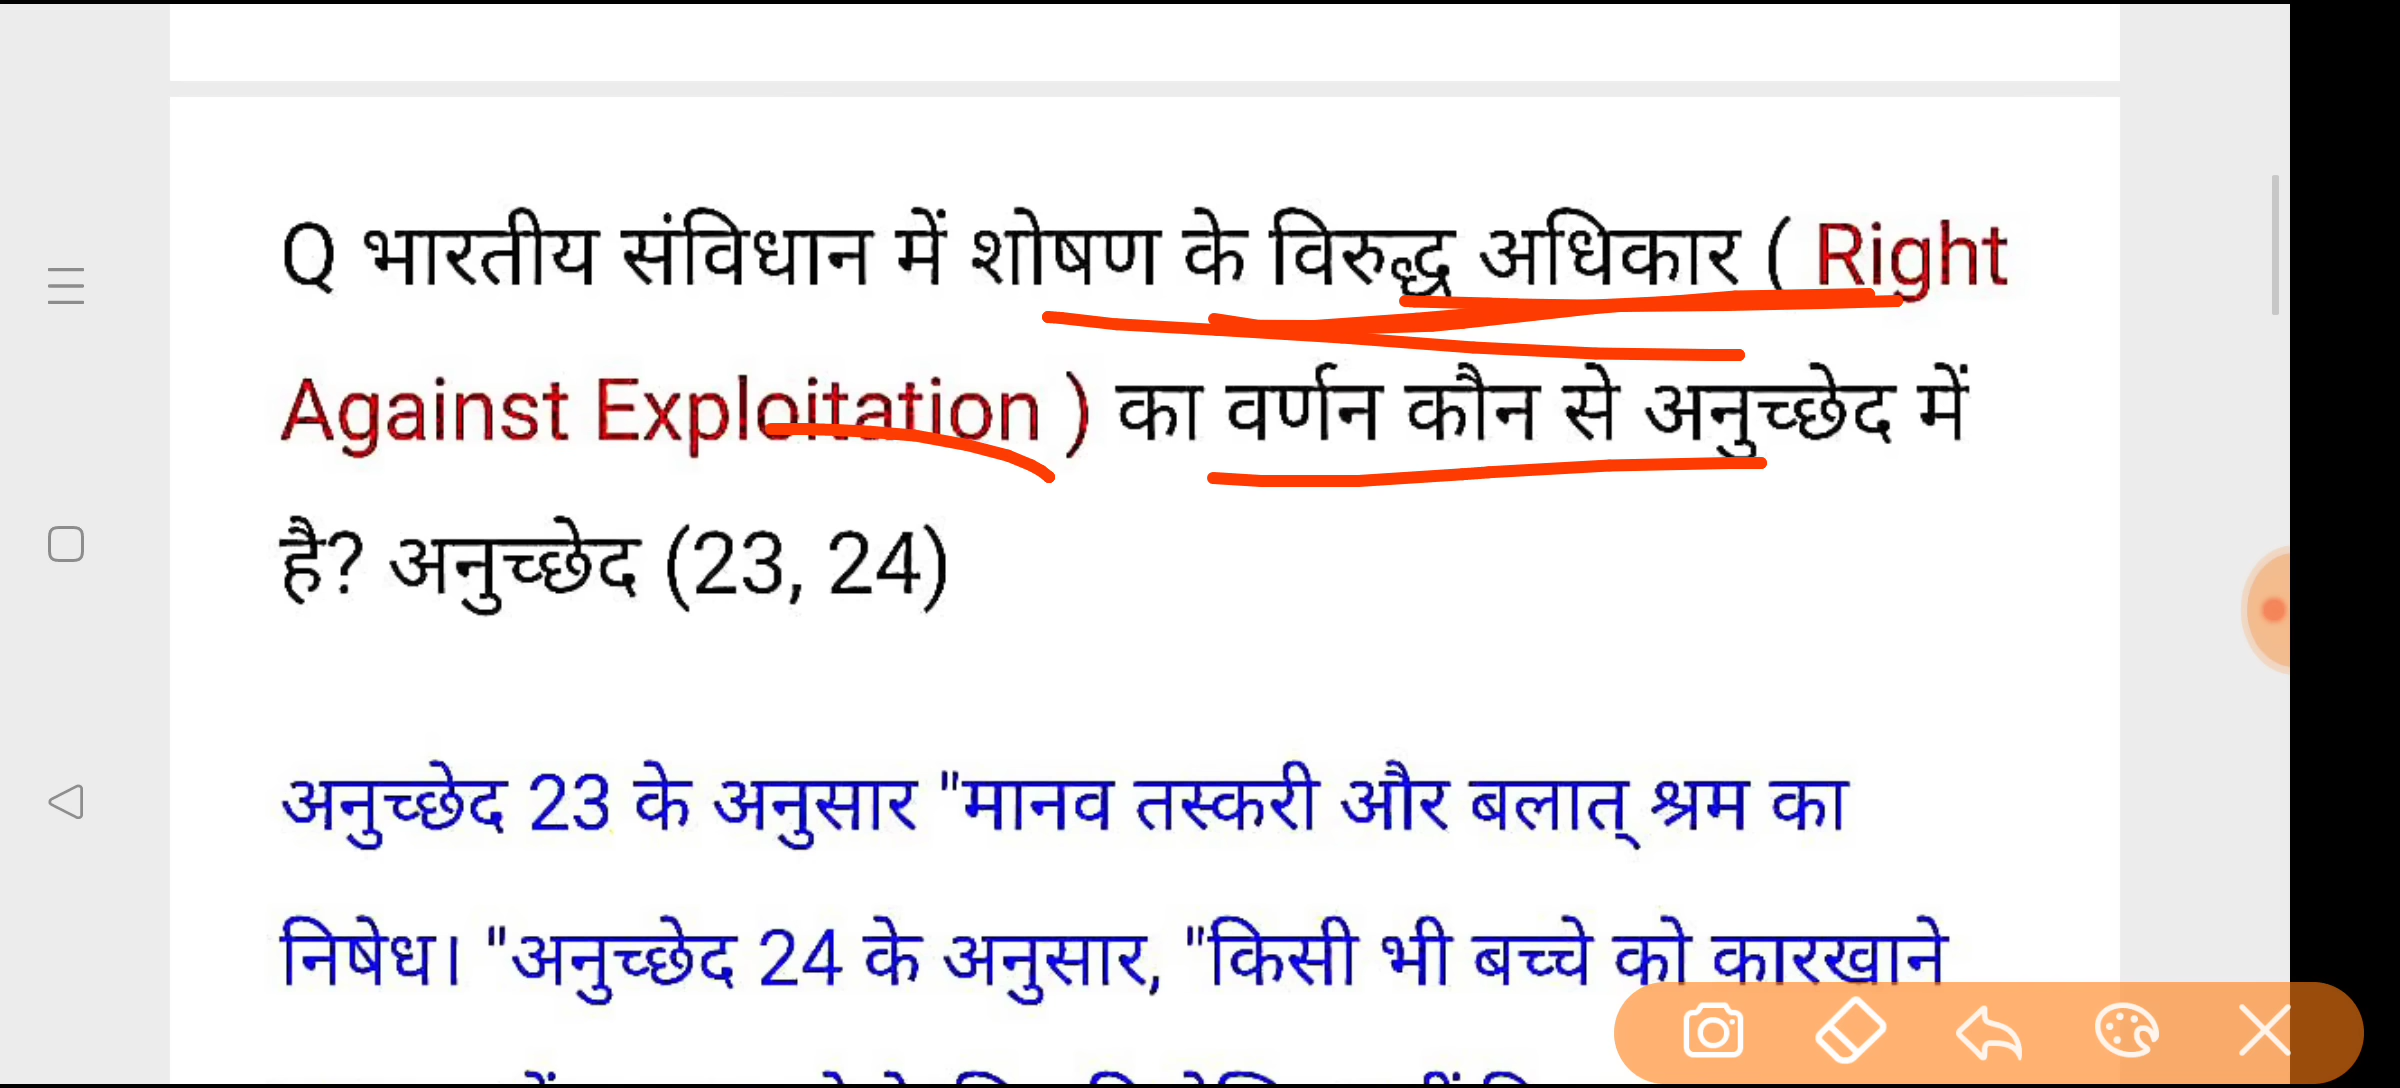 Q भारतीय संविधान में शोषण के विरुद्ध अधिकार ( Right
Against Exploitation ) का वर्णन कौन से अनुच्छेद में
है? अनुच्छेद (23, 24)
अनुच्छेद 23 के अनुसार "मानव तस्करी और बलात् श्रम का
निषेध। "अनुच्छेद 24 के अनुसार, "किसी भी बच्चे को कारखाने